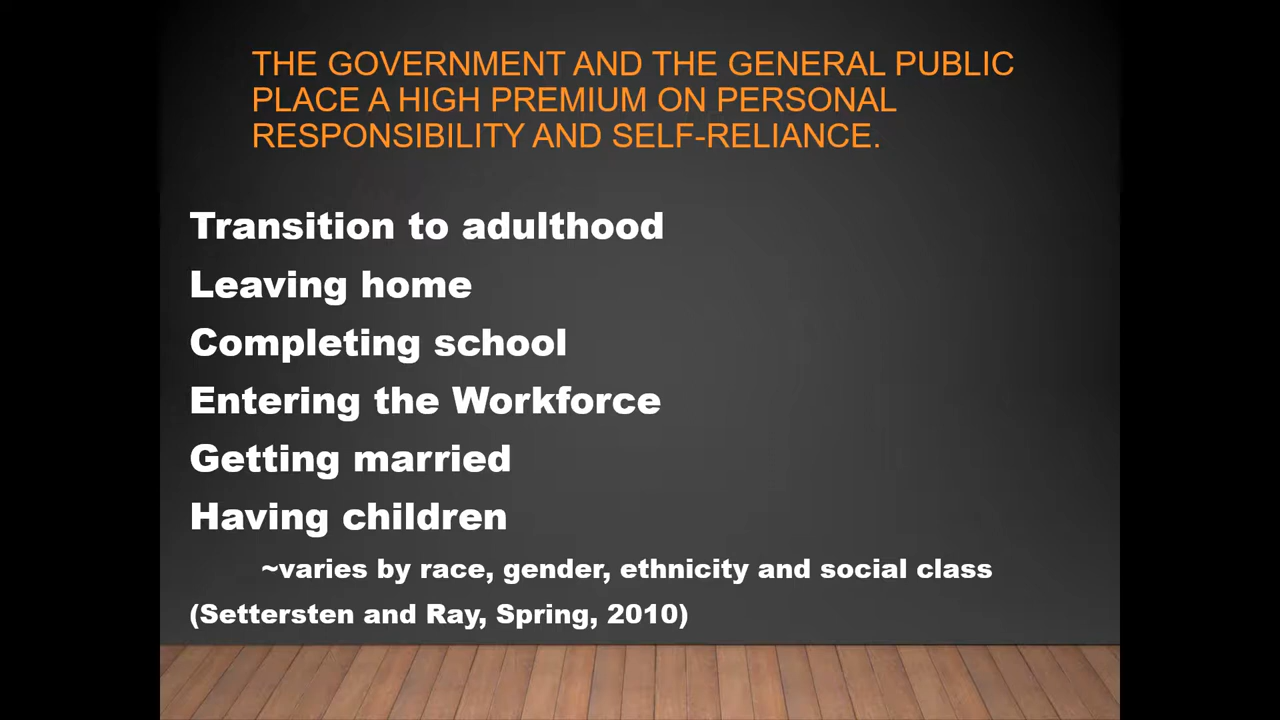 THE GOVERNMENT AND THE GENERAL PUBLIC
PLACE A HIGH PREMIUM ON PERSONAL
RESPONSIBILITY AND SELF-RELIANCE.
Transition to adulthood
Leaving home
Completing school
Entering the Workforce
Getting married
Having children
~varies by race, gender, ethnicity and social class
(Settersten and Ray, Spring, 2010)